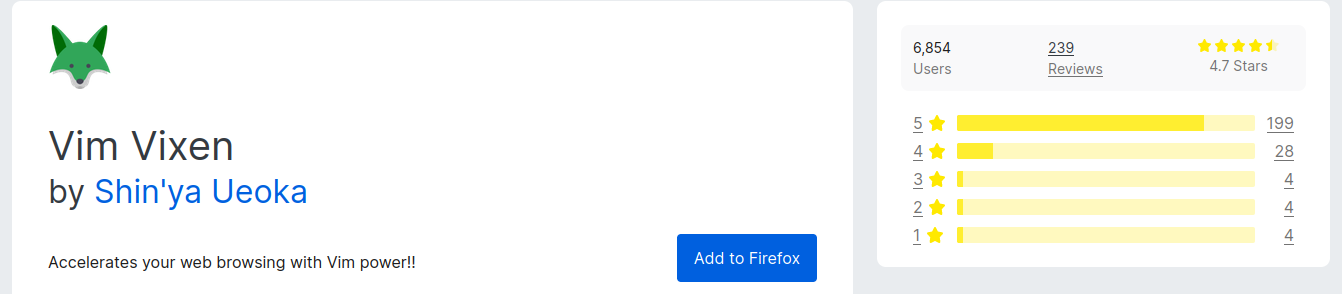 Vim Vixen
by Shin'ya Ueoka
Accelerates your web browsing with Vim power!!
Add to Firefox
6,854
Users
239
Reviews
4.7 Stars
5 199
4 28
3 4
2 4
1 4